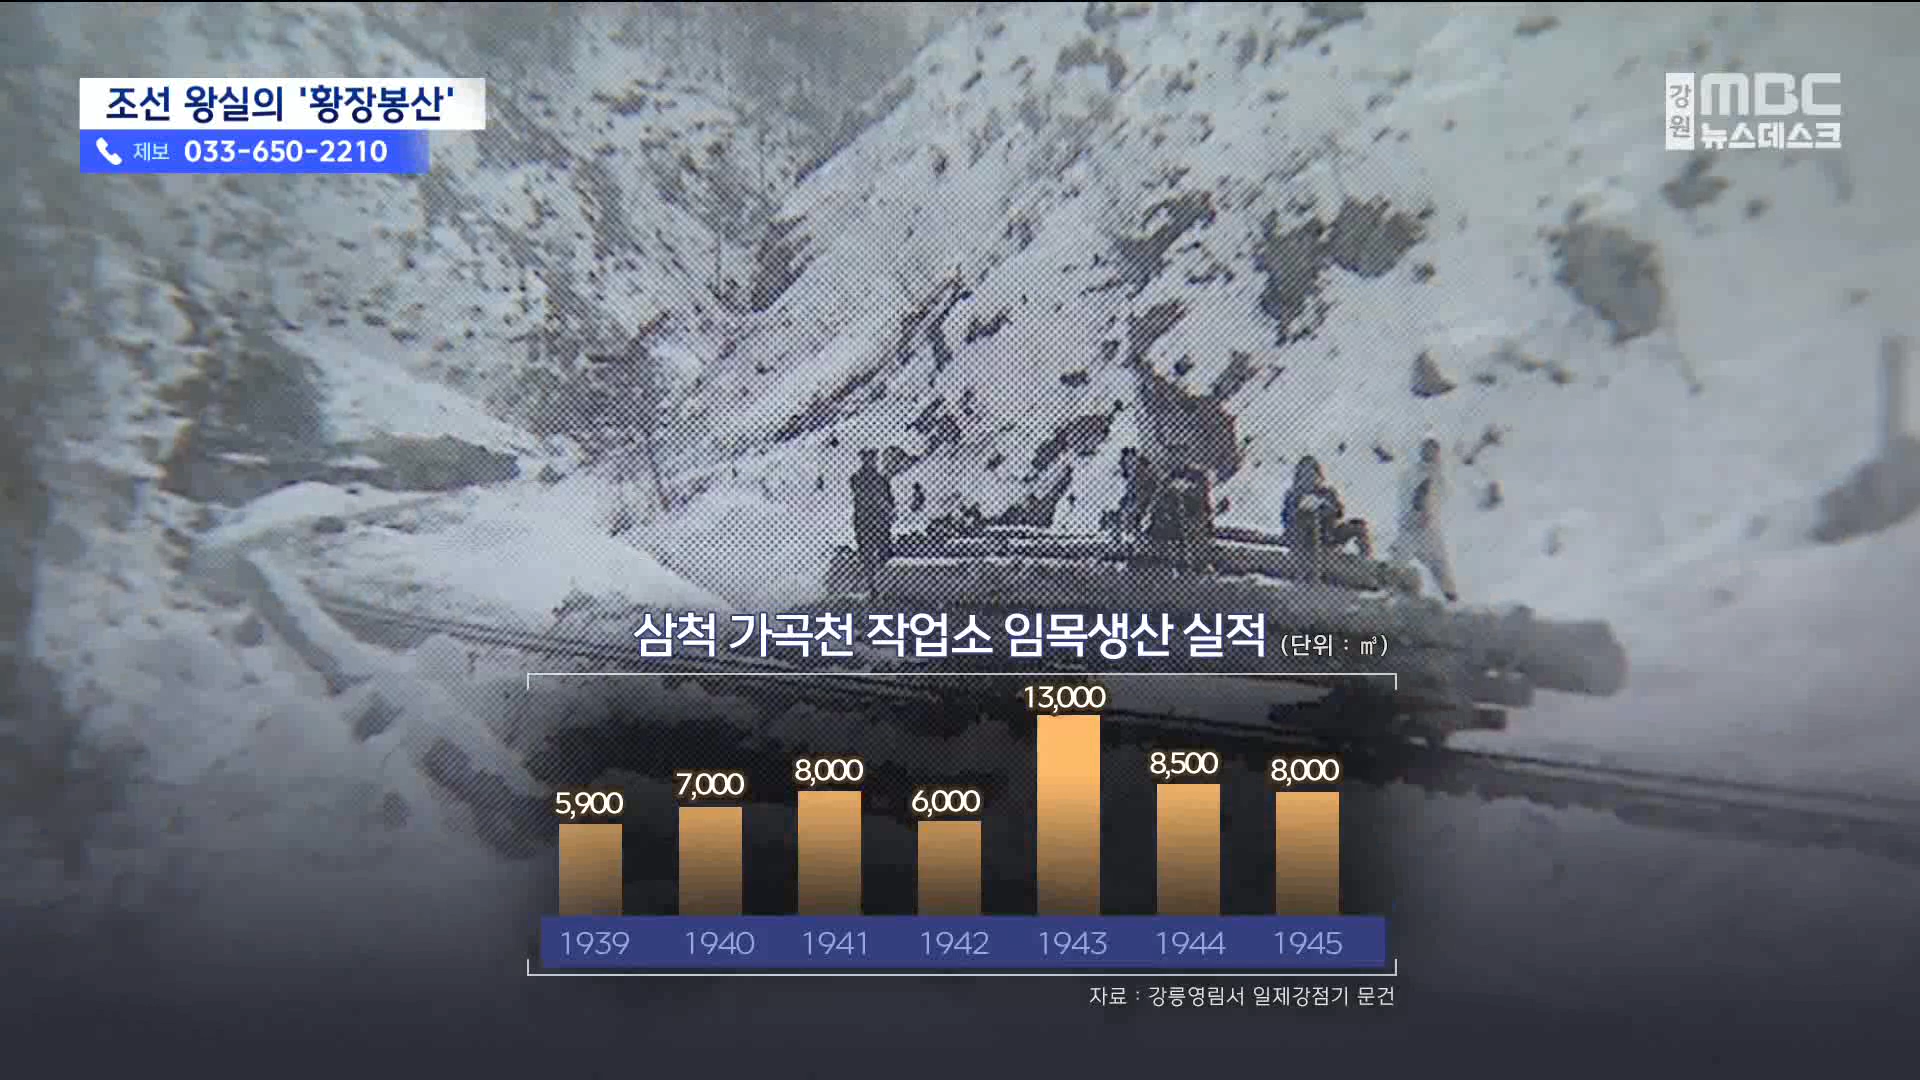 조선 왕실의 '황장봉산'
제보 033-650-2210
강원 MBC 뉴스데스크
삼척 가곡천 작업소 임목생산 실적 (단위 : ㎥)
5,900 7,000 8,000 6,000 13,000 8,500 8,000
1939 1940 1941 1942 1943 1944 1945
자료 : 강릉영림서 일제강점기 문건